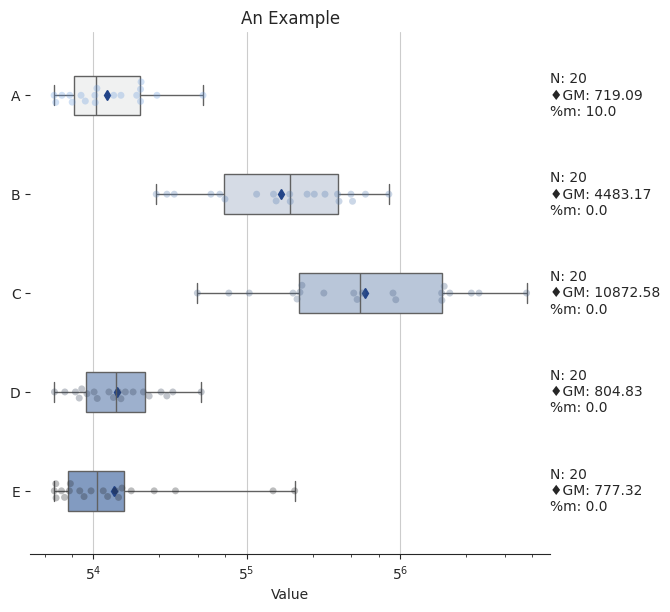 An Example
A
N: 20
♦GM: 719.09
%m: 10.0
B
N: 20
♦GM: 4483.17
%m: 0.0
C
N: 20
♦GM: 10872.58
%m: 0.0
D
N: 20
♦GM: 804.83
%m: 0.0
E
N: 20
♦GM: 777.32
%m: 0.0
5⁴ 5⁵ 5⁶
Value